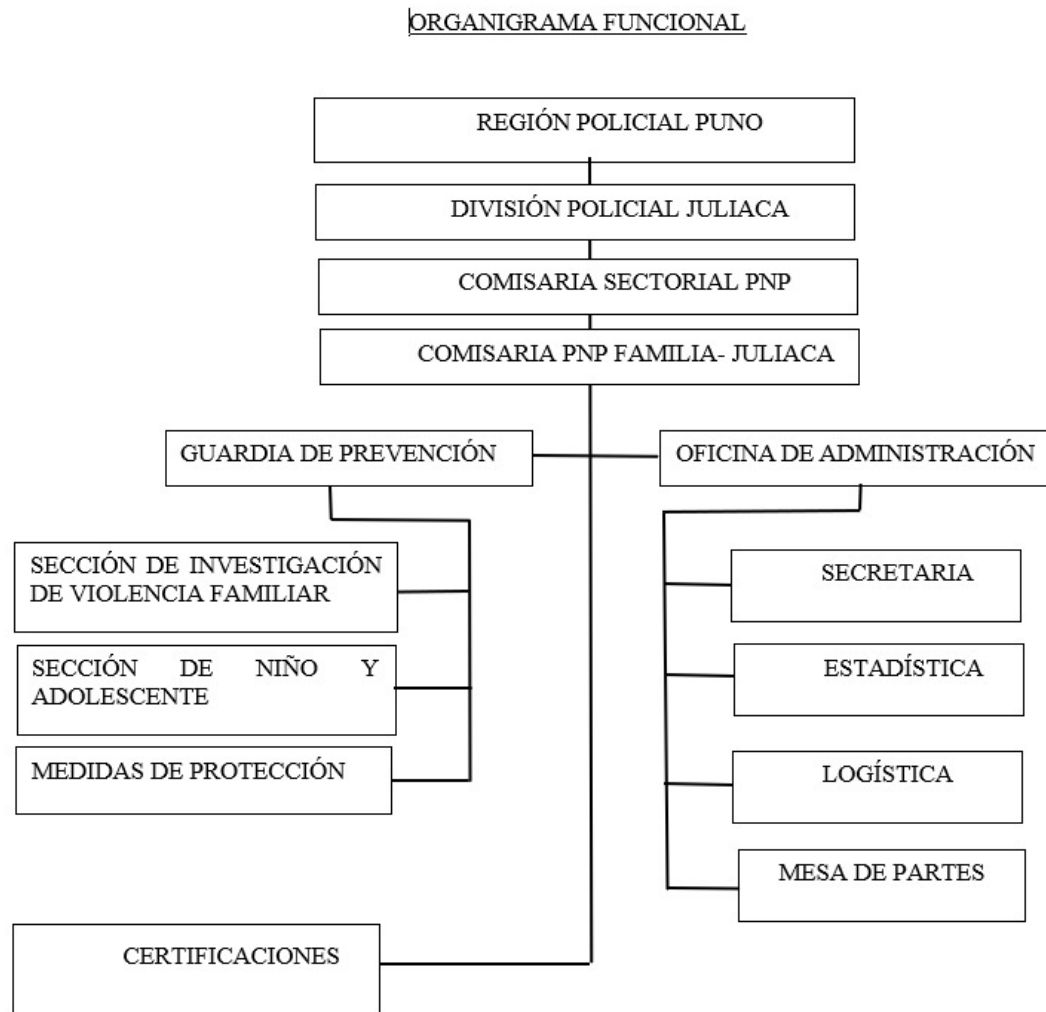 ORGANIGRAMA FUNCIONAL
REGIÓN POLICIAL PUNO
DIVISIÓN POLICIAL JULIACA
COMISARIA SECTORIAL PNP
COMISARIA PNP FAMILIA- JULIACA
GUARDIA DE PREVENCIÓN
OFICINA DE ADMINISTRACIÓN
SECCIÓN DE INVESTIGACIÓN
DE VIOLENCIA FAMILIAR
SECCIÓN DE NIÑO Y
ADOLESCENTE
MEDIDAS DE PROTECCIÓN
SECRETARIA
ESTADÍSTICA
LOGÍSTICA
MESA DE PARTES
CERTIFICACIONES